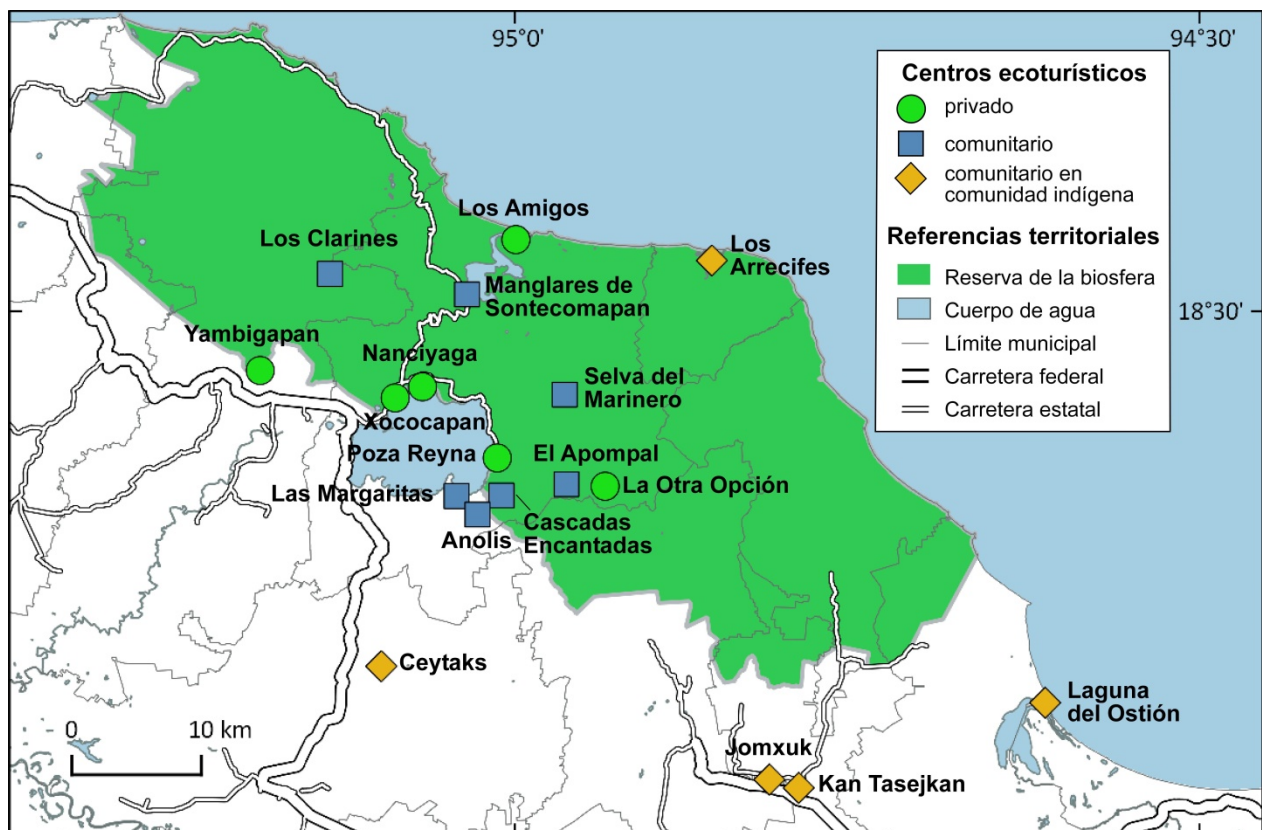 95°0'
94°30'
Centros ecoturísticos
privado
comunitario
comunitario en
comunidad indígena
Referencias territoriales
Reserva de la biosfera
Cuerpo de agua
Límite municipal
Carretera federal
Carretera estatal
18°30'
Los Amigos
Los Clarines
Los
Arrecifes
Manglares de
Sontecomapan
Yambigapan
Nanciyaga
Selva del
Marinero
Xococapan
Poza Reyna
El Apompal
La Otra Opción
Las Margaritas
Anolis
Cascadas
Encantadas
Ceytaks
Laguna
del Ostión
0
10 km
Jomxuk
Kan Tasejkan